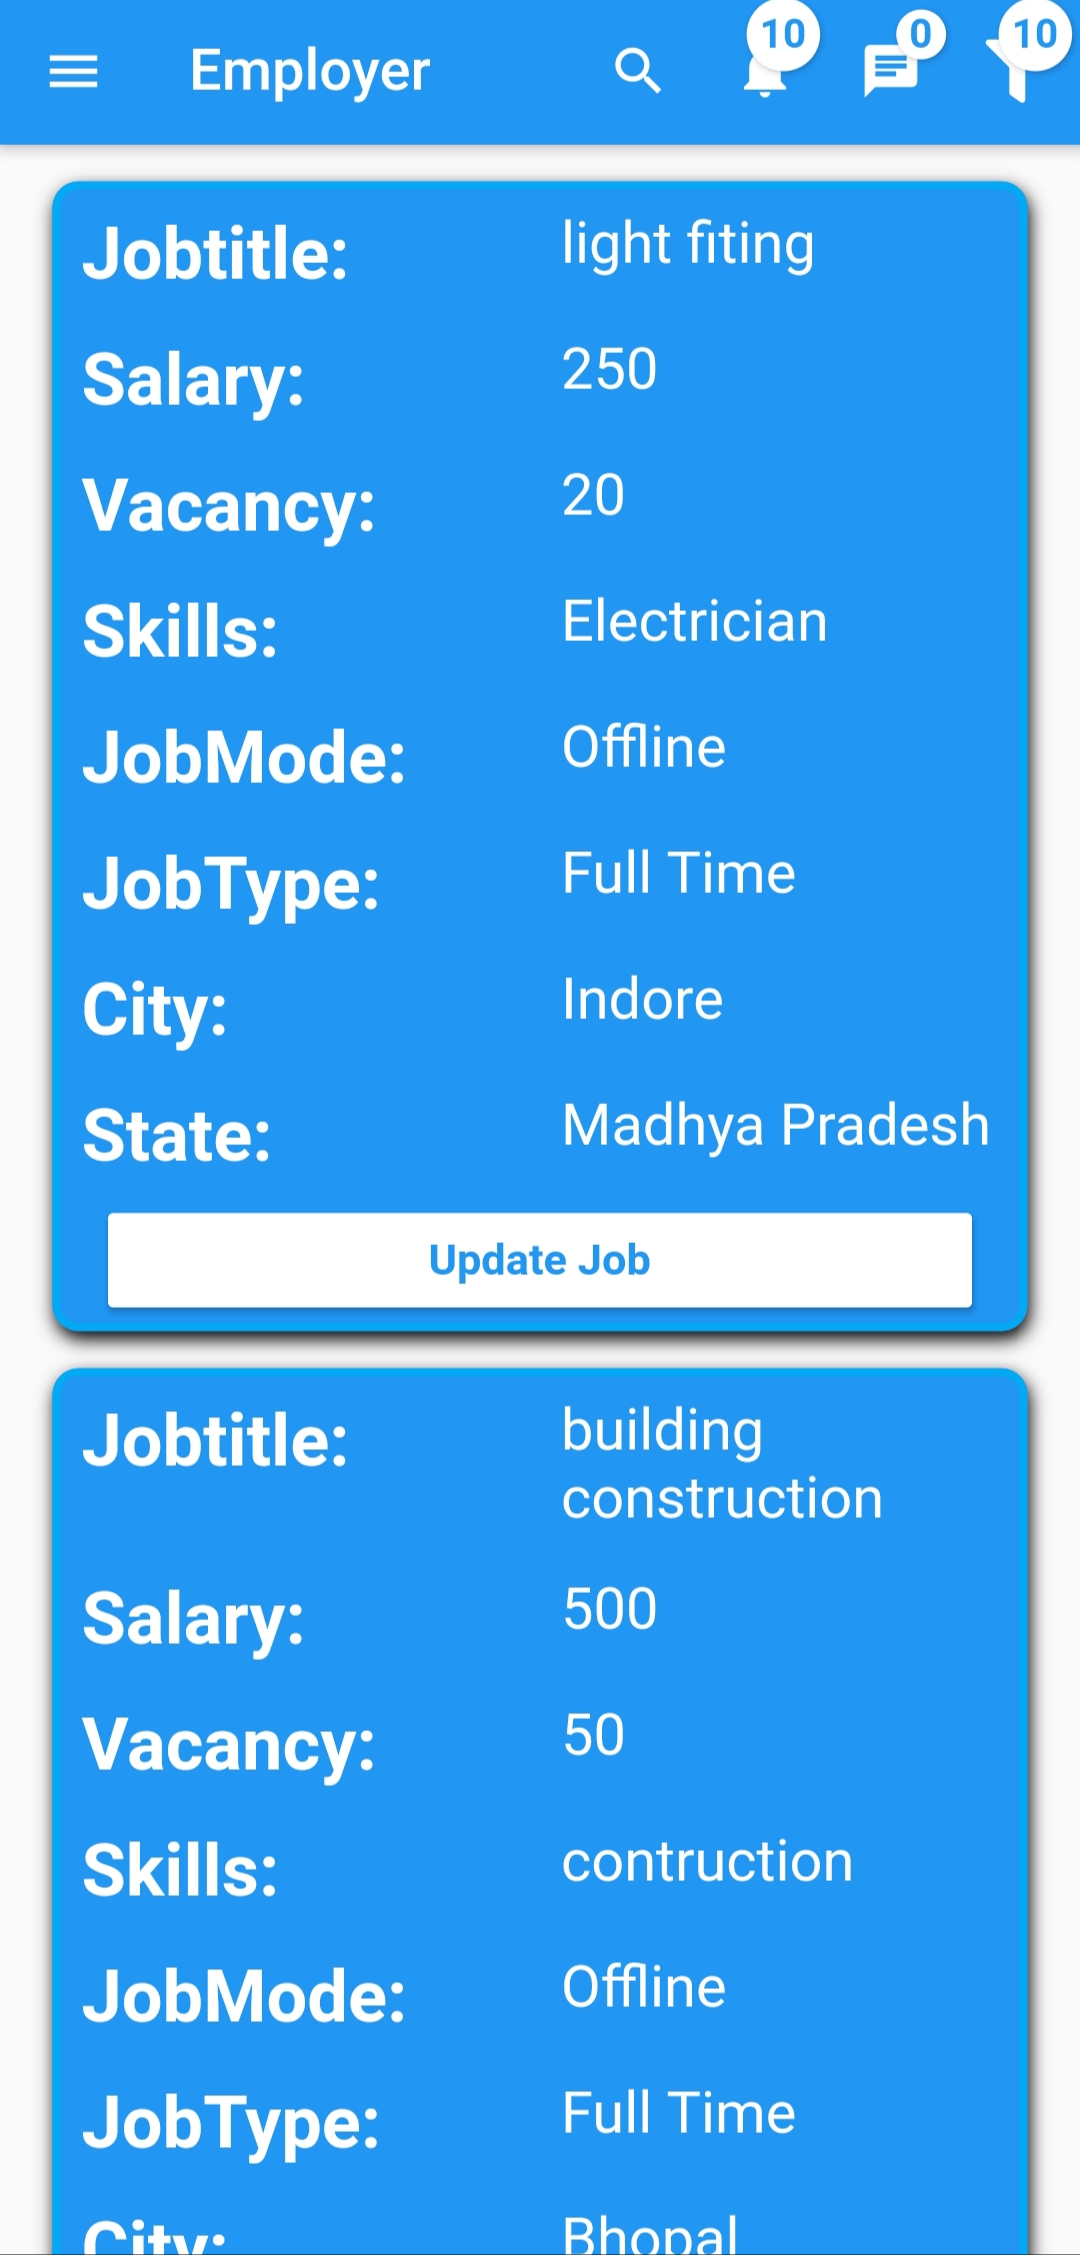 Employer
10
0
10
Jobtitle: light fiting
Salary: 250
Vacancy: 20
Skills: Electrician
JobMode: Offline
JobType: Full Time
City: Indore
State: Madhya Pradesh
Update Job
Jobtitle: building
construction
Salary: 500
Vacancy: 50
Skills: contruction
JobMode: Offline
JobType: Full Time
City: Bhopal